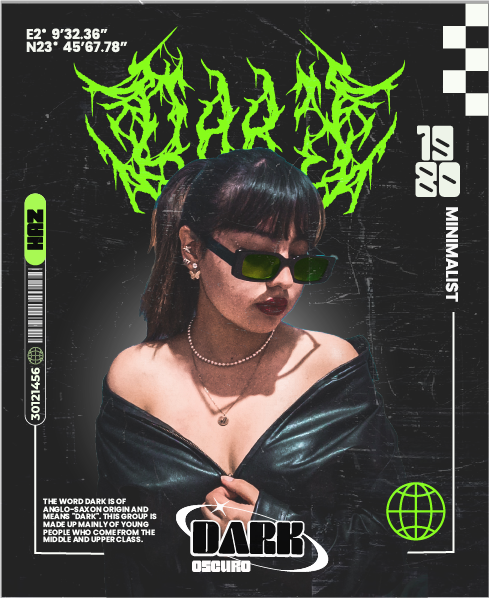 E2° 9'32.36"
N23° 45'67.78"
10
80
HAZ
MINIMALIST
30121456
THE WORD DARK IS OF
ANGLO-SAXON ORIGIN AND
MEANS "DARK". THIS GROUP IS
MADE UP MAINLY OF YOUNG
PEOPLE WHO COME FROM THE
MIDDLE AND UPPER CLASS.
DARK
OSCURO